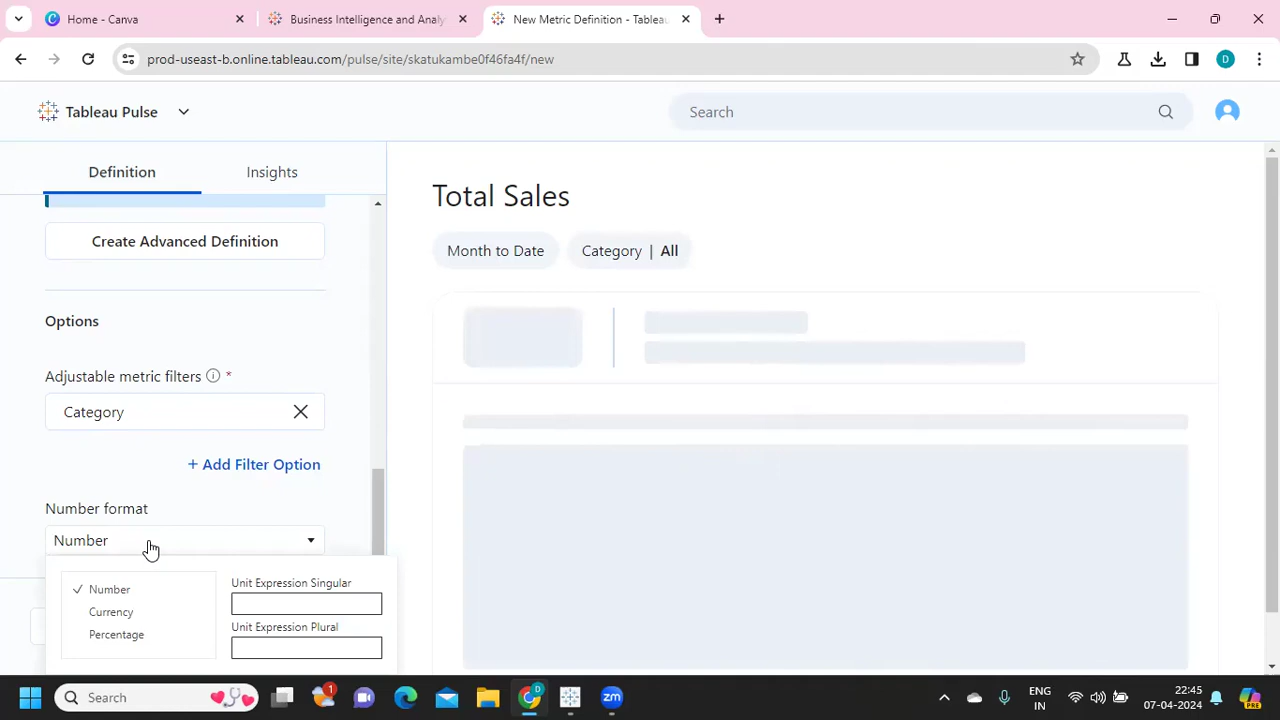 Home - Canva
Business Intelligence and Analy
New Metric Definition - Tableau
prod-useast-b.online.tableau.com/pulse/site/skatukambe0f46fa4f/new
D
Tableau Pulse
Search
Definition
Insights
Create Advanced Definition
Options
Adjustable metric filters *
Category
+ Add Filter Option
Number format
Number
Number
Currency
Percentage
Unit Expression Singular
Unit Expression Plural
Total Sales
Month to Date
Category | All
Search
1
D
zm
ENG
IN
22:45
07-04-2024
PRE